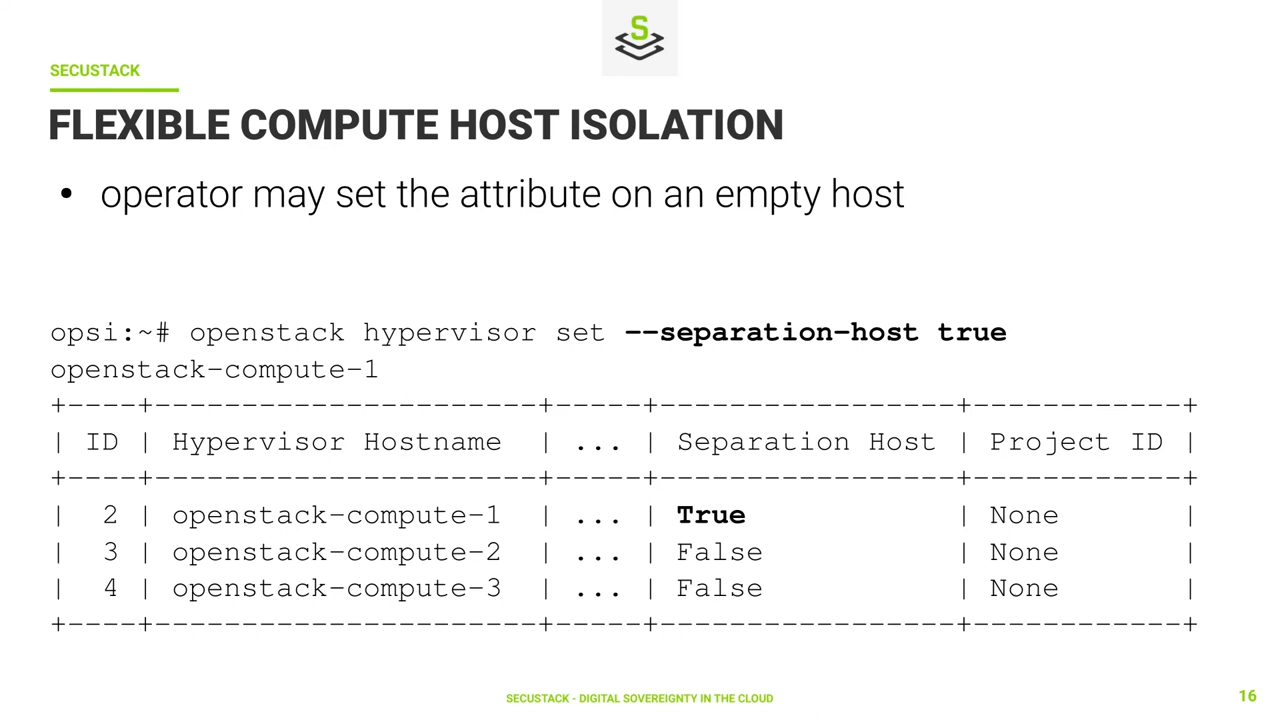 S
SECUSTACK
FLEXIBLE COMPUTE HOST ISOLATION
• operator may set the attribute on an empty host
opsi:~# openstack hypervisor set --separation-host true
openstack-compute-1
+----+----------------------+-----+-----------------+------------+
| ID | Hypervisor Hostname  | ... | Separation Host | Project ID |
+----+----------------------+-----+-----------------+------------+
|  2 | openstack-compute-1  | ... | True            | None       |
|  3 | openstack-compute-2  | ... | False           | None       |
|  4 | openstack-compute-3  | ... | False           | None       |
+----+----------------------+-----+-----------------+------------+
SECUSTACK - DIGITAL SOVEREIGNTY IN THE CLOUD
16